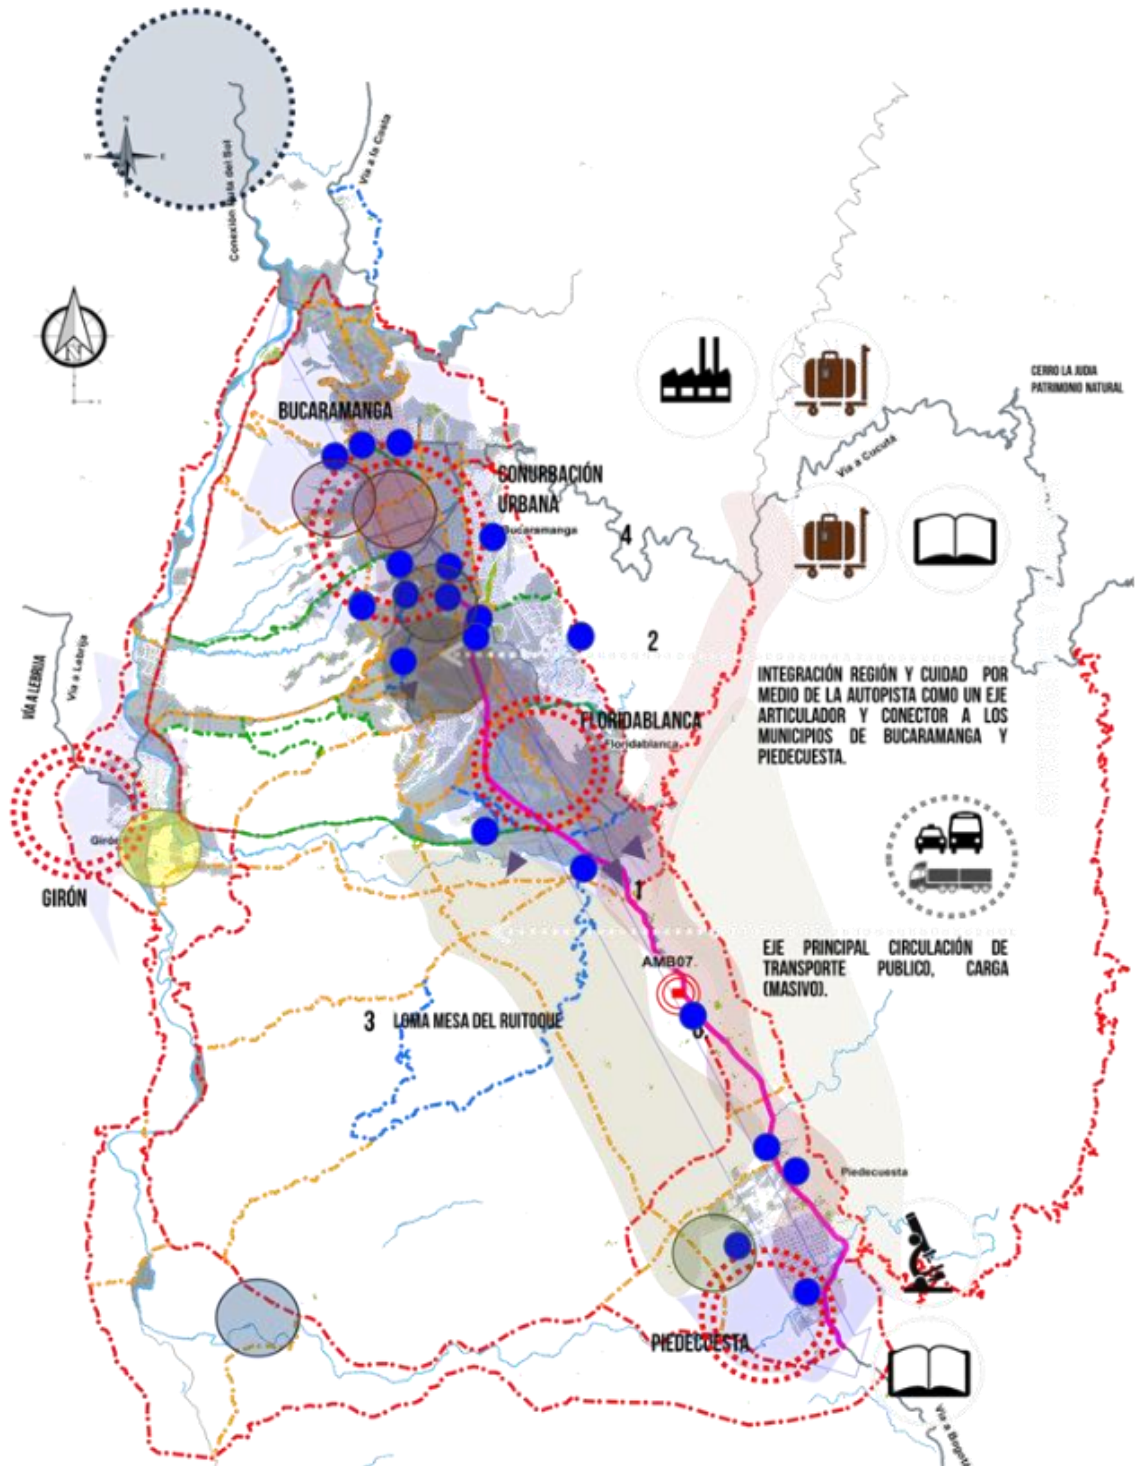 N
W
E
S
Conexión Ruta del Sol
Vía a la Costa
N
CERRO LA JUDIA
PATRIMONIO NATURAL
BUCARAMANGA
Vía a Cucutá
CONURBACIÓN
URBANA
Bucaramanga
4
2
VÍA A LEBRIJA
Vía a Lebrija
INTEGRACIÓN REGIÓN Y CUIDAD POR
MEDIO DE LA AUTOPISTA COMO UN EJE
ARTICULADOR Y CONECTOR A LOS
MUNICIPIOS DE BUCARAMANGA Y
PIEDECUESTA.
FLORIDABLANCA
Floridablanca
Girón
GIRÓN
1
EJE PRINCIPAL CIRCULACIÓN DE
TRANSPORTE PUBLICO, CARGA
(MASIVO).
AMB07.
3 LOMA MESA DEL RUITOQUE
Piedecuesta
PIEDECUESTA
Vía a Bogotá